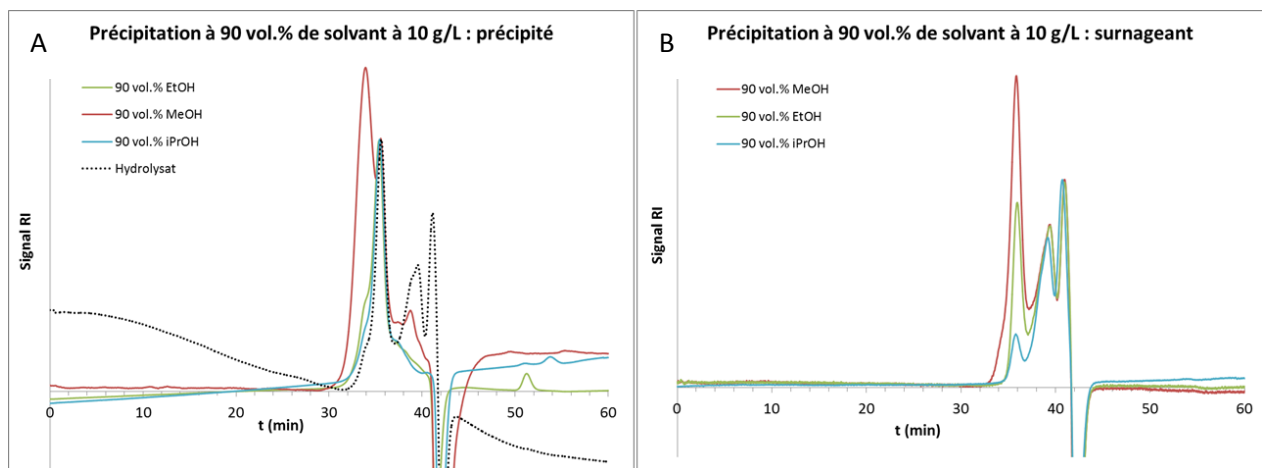 A
Précipitation à 90 vol.% de solvant à 10 g/L : précipité
90 vol.% EtOH
90 vol.% MeOH
90 vol.% iPrOH
Hydrolysat
Signal RI
0
10
20
30
40
50
60
t (min)
B
Précipitation à 90 vol.% de solvant à 10 g/L : surnageant
90 vol.% MeOH
90 vol.% EtOH
90 vol.% iPrOH
Signal RI
0
10
20
30
40
50
60
t (min)